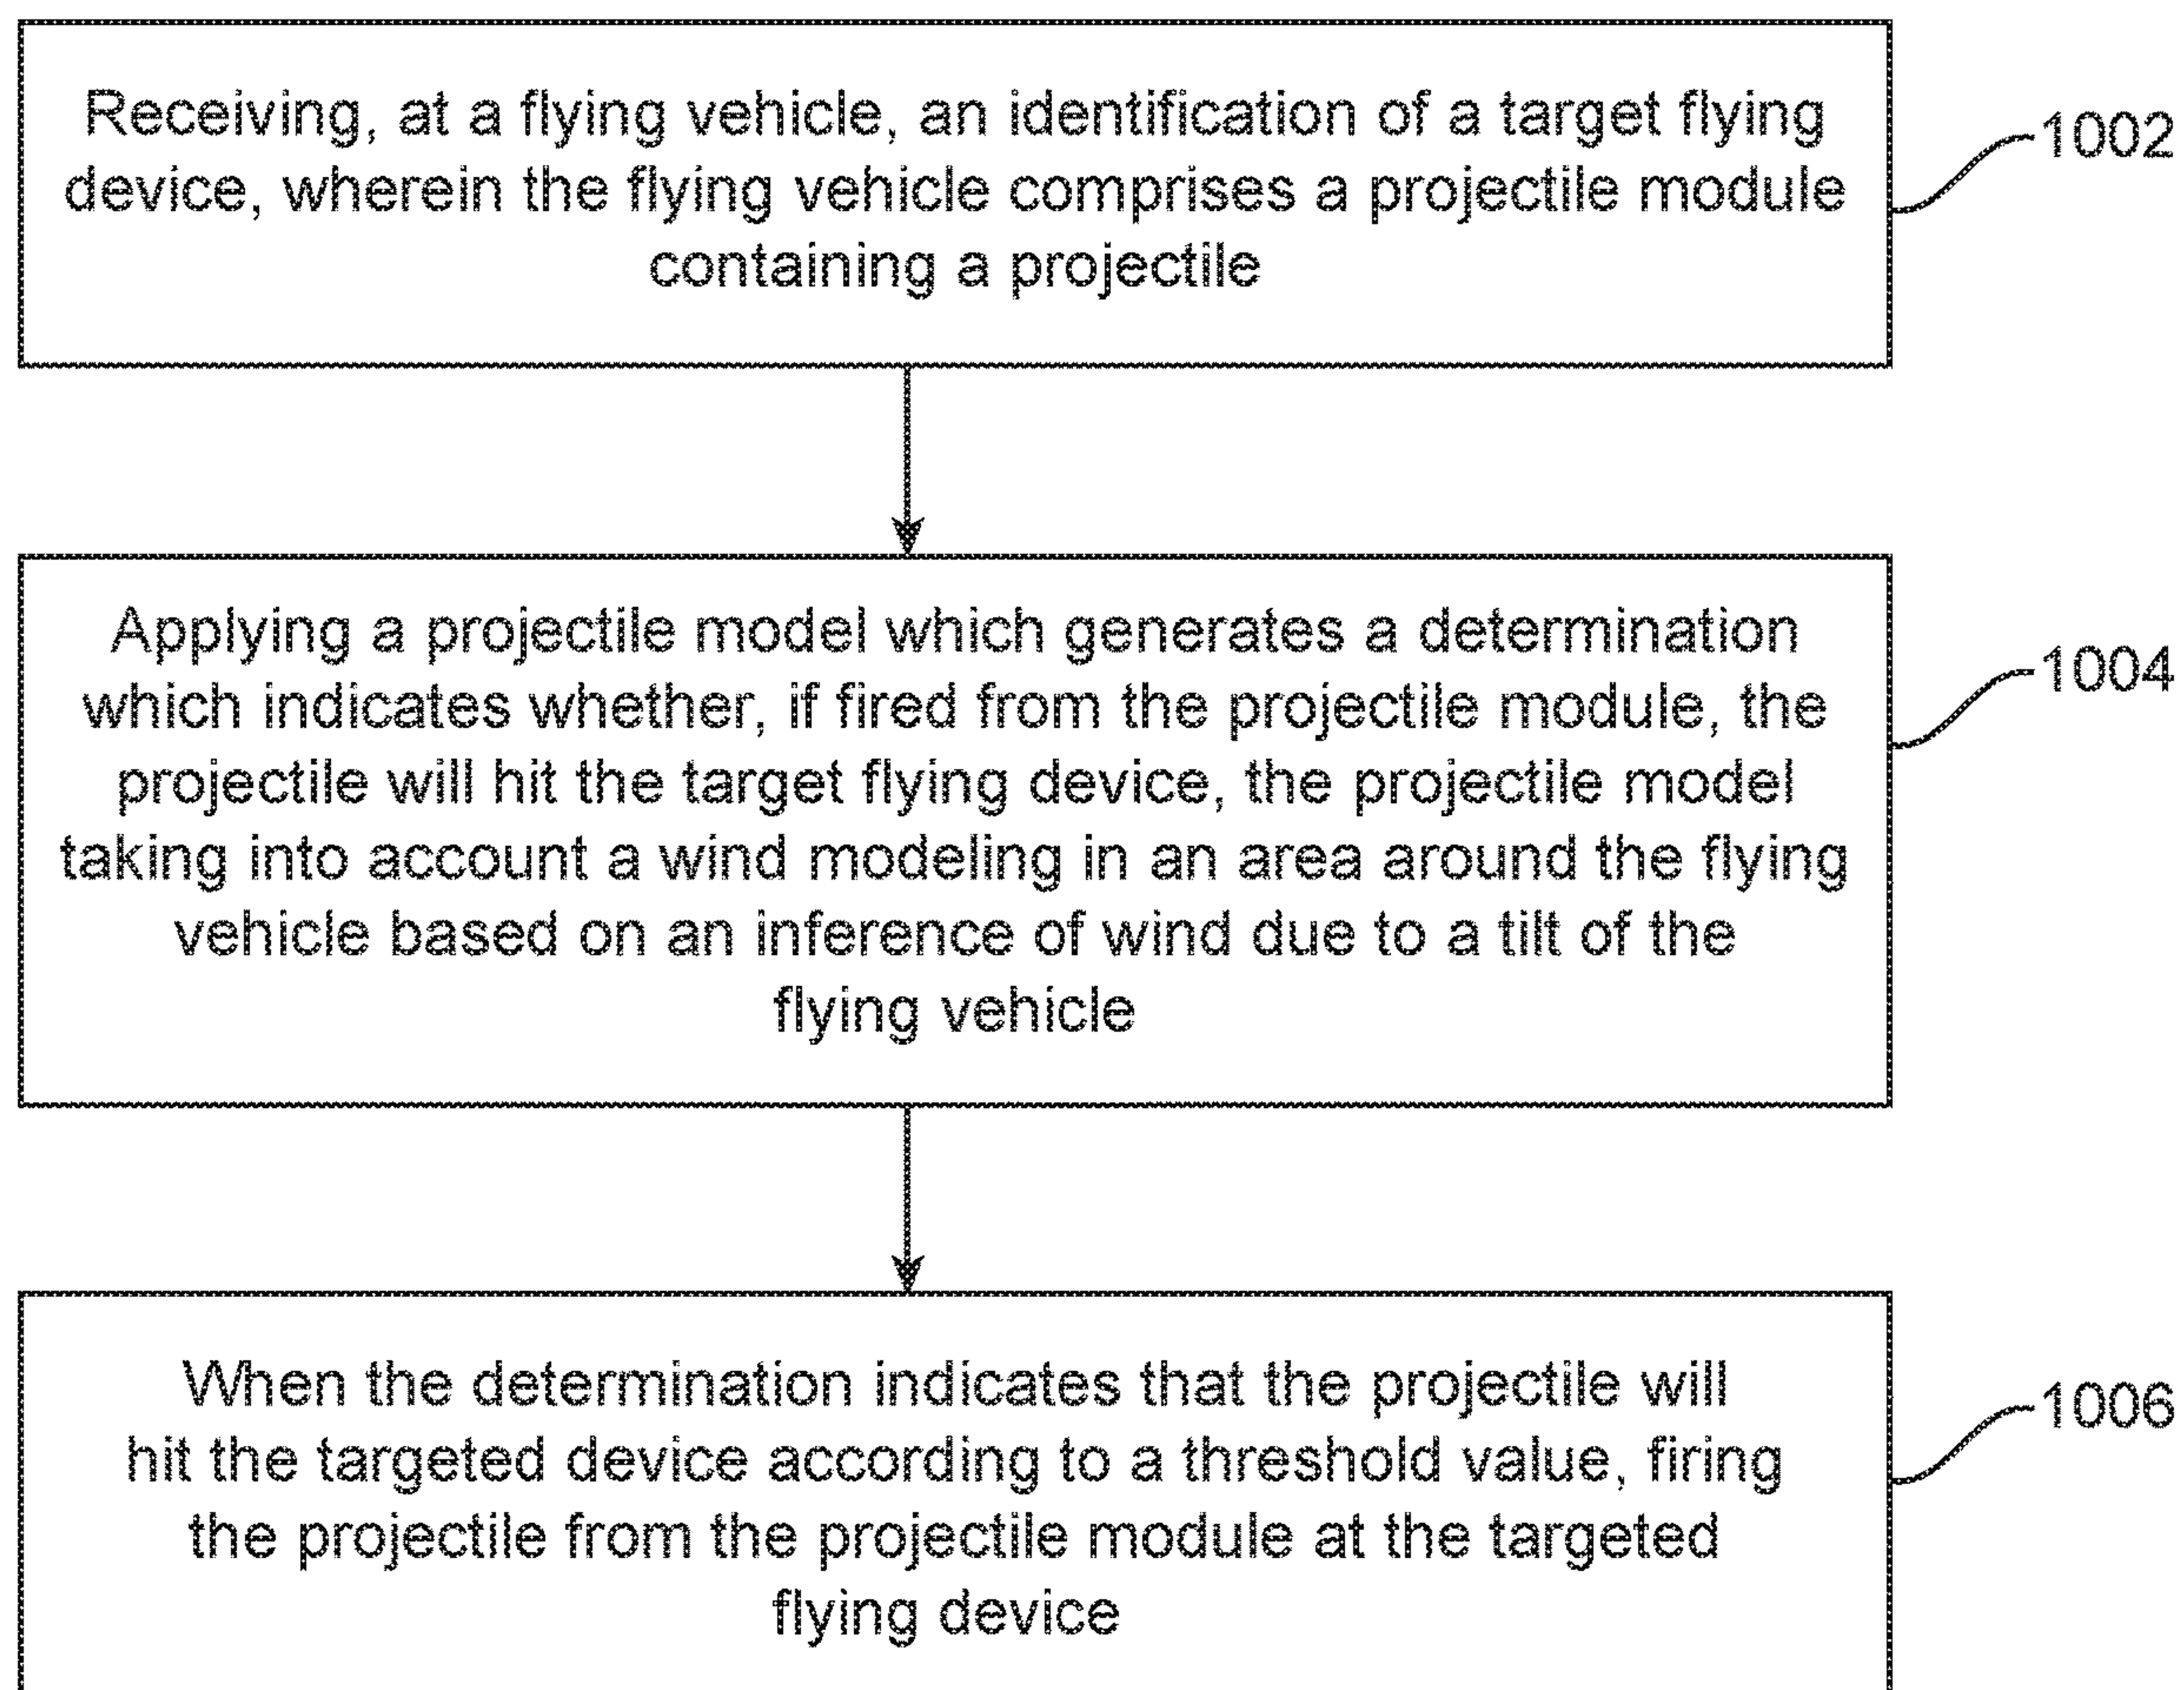 Receiving, at a flying vehicle, an identification of a target flying
device, wherein the flying vehicle comprises a projectile module
containing a projectile
1002
Applying a projectile model which generates a determination
which indicates whether, if fired from the projectile module, the
projectile will hit the target flying device, the projectile model
taking into account a wind modeling in an area around the flying
vehicle based on an inference of wind due to a tilt of the
flying vehicle
1004
When the determination indicates that the projectile will
hit the targeted device according to a threshold value, firing
the projectile from the projectile module at the targeted
flying device
1006